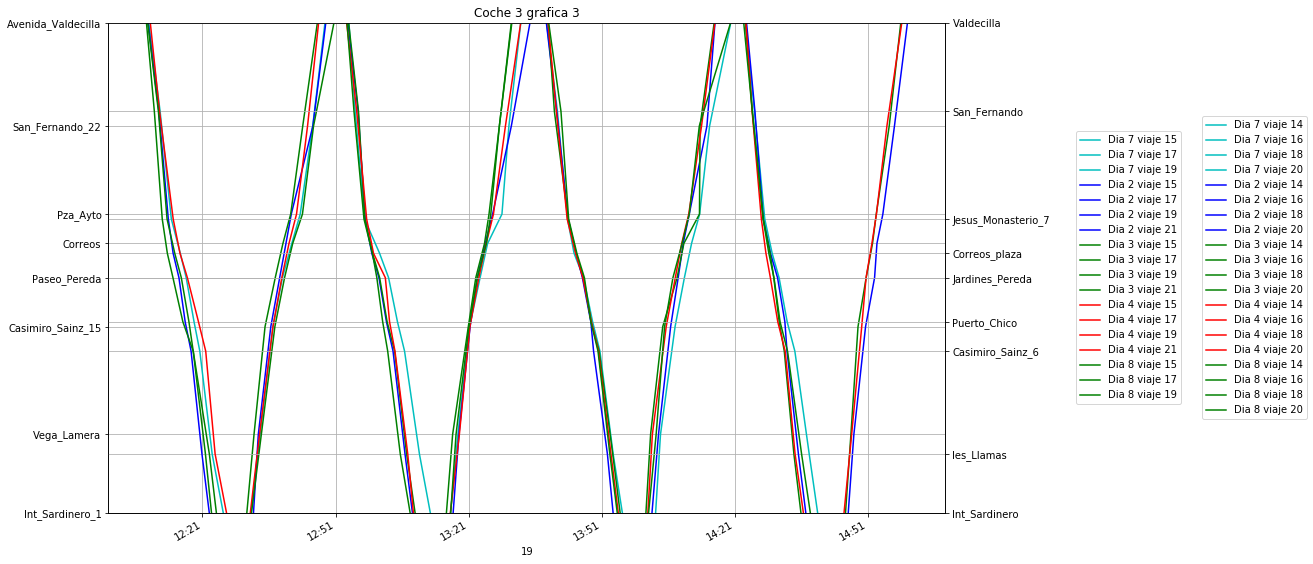 Coche 3 grafica 3
Avenida_Valdecilla
San_Fernando_22
Pza_Ayto
Correos
Paseo_Pereda
Casimiro_Sainz_15
Vega_Lamera
Int_Sardinero_1
Valdecilla
San_Fernando
Jesus_Monasterio_7
Correos_plaza
Jardines_Pereda
Puerto_Chico
Casimiro_Sainz_6
Ies_Llamas
Int_Sardinero
12:21
12:51
13:21
13:51
14:21
14:51
19
Dia 7 viaje 15
Dia 7 viaje 17
Dia 7 viaje 19
Dia 2 viaje 15
Dia 2 viaje 17
Dia 2 viaje 19
Dia 2 viaje 21
Dia 3 viaje 15
Dia 3 viaje 17
Dia 3 viaje 19
Dia 3 viaje 21
Dia 4 viaje 15
Dia 4 viaje 17
Dia 4 viaje 19
Dia 4 viaje 21
Dia 8 viaje 15
Dia 8 viaje 17
Dia 8 viaje 19
Dia 7 viaje 14
Dia 7 viaje 16
Dia 7 viaje 18
Dia 7 viaje 20
Dia 2 viaje 14
Dia 2 viaje 16
Dia 2 viaje 18
Dia 2 viaje 20
Dia 3 viaje 14
Dia 3 viaje 16
Dia 3 viaje 18
Dia 3 viaje 20
Dia 4 viaje 14
Dia 4 viaje 16
Dia 4 viaje 18
Dia 4 viaje 20
Dia 8 viaje 14
Dia 8 viaje 16
Dia 8 viaje 18
Dia 8 viaje 20